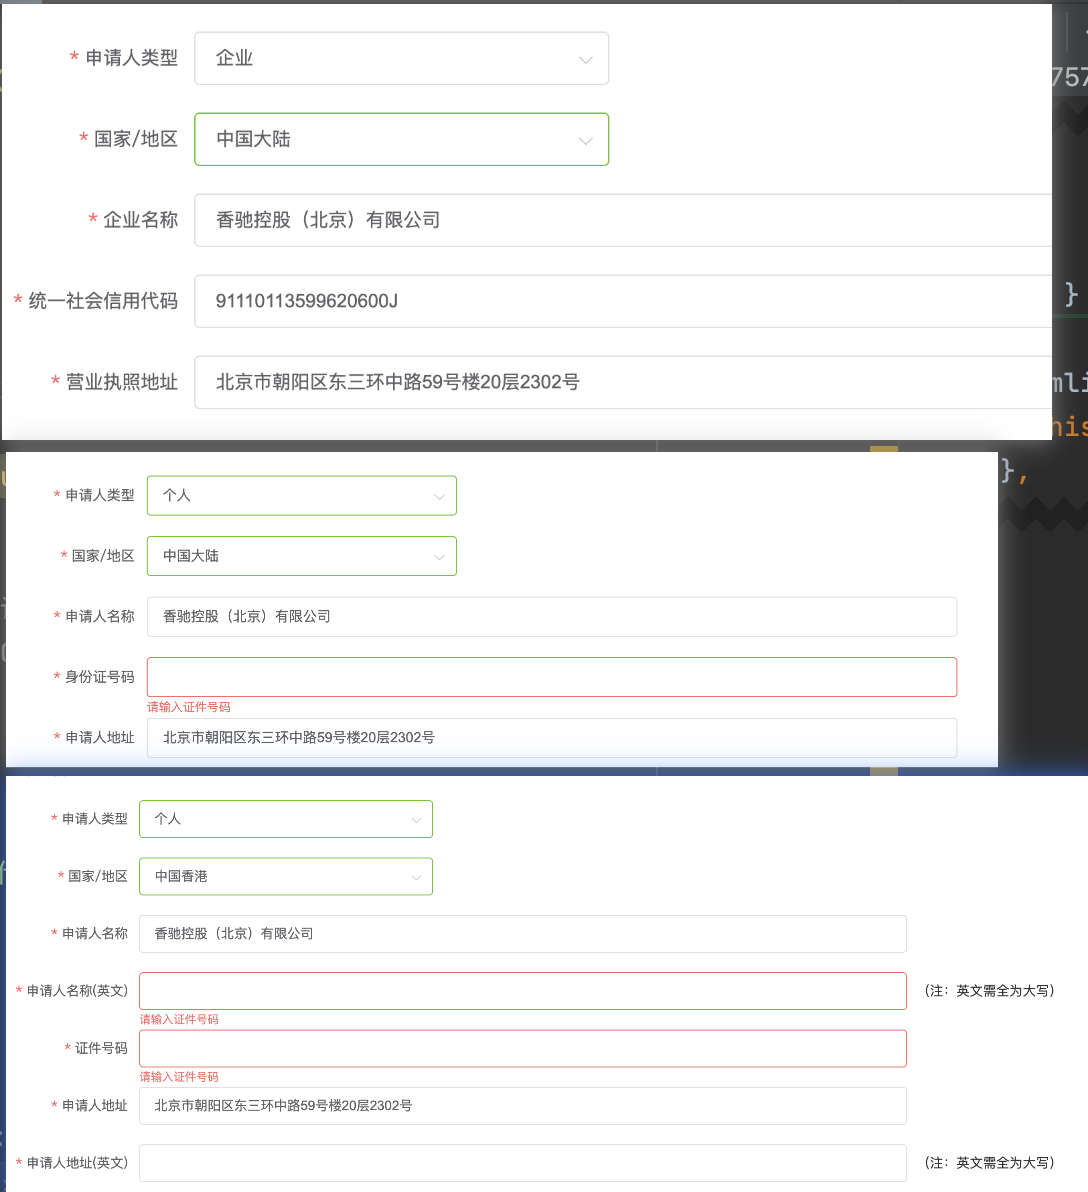 * 申请人类型 企业
* 国家/地区 中国大陆
* 企业名称 香驰控股（北京）有限公司
* 统一社会信用代码 91110113599620600J
* 营业执照地址 北京市朝阳区东三环中路59号楼20层2302号
757
}
mli
his
},
* 申请人类型 个人
* 国家/地区 中国大陆
* 申请人名称 香驰控股（北京）有限公司
* 身份证号码
请输入证件号码
* 申请人地址 北京市朝阳区东三环中路59号楼20层2302号
* 申请人类型 个人
* 国家/地区 中国香港
* 申请人名称 香驰控股（北京）有限公司
* 申请人名称(英文) (注：英文需全为大写)
请输入证件号码
* 证件号码
请输入证件号码
* 申请人地址 北京市朝阳区东三环中路59号楼20层2302号
* 申请人地址(英文) (注：英文需全为大写)